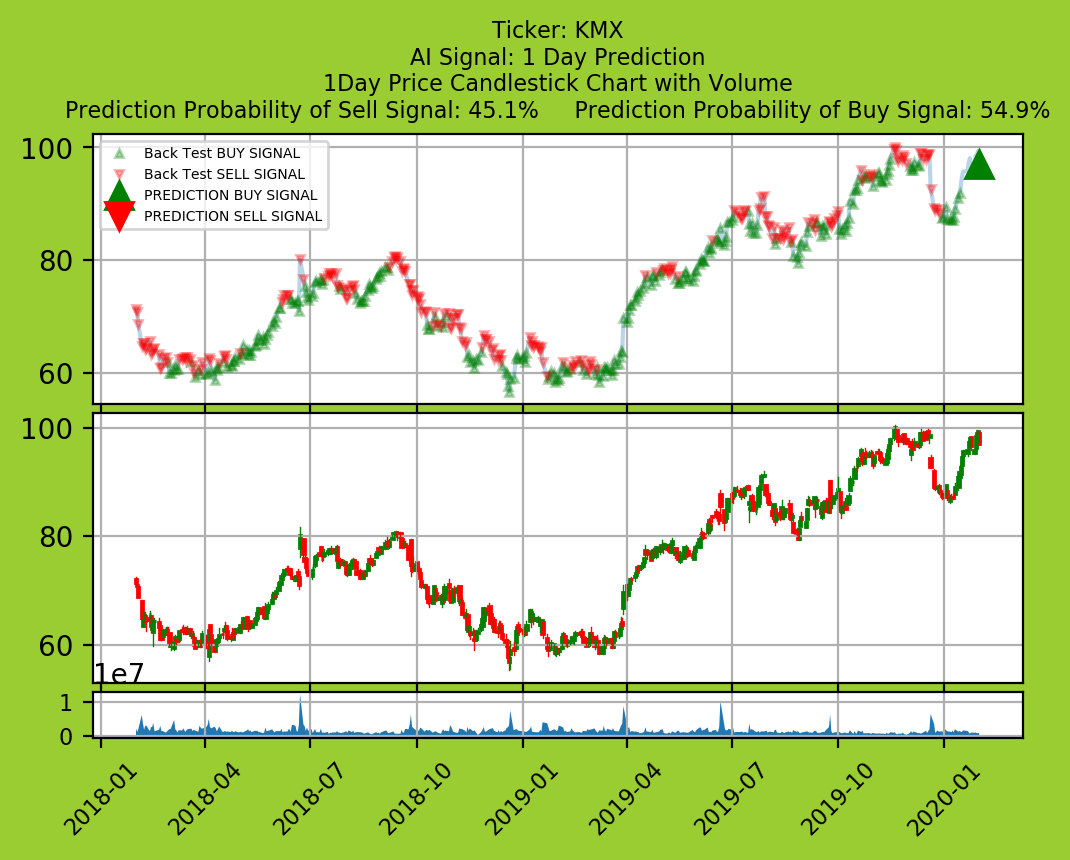 Ticker: KMX
AI Signal: 1 Day Prediction
1Day Price Candlestick Chart with Volume
Prediction Probability of Sell Signal: 45.1%     Prediction Probability of Buy Signal: 54.9%
100
80
60
Back Test BUY SIGNAL
Back Test SELL SIGNAL
PREDICTION BUY SIGNAL
PREDICTION SELL SIGNAL
100
80
60
1e7
1
0
2018-01
2018-04
2018-07
2018-10
2019-01
2019-04
2019-07
2019-10
2020-01